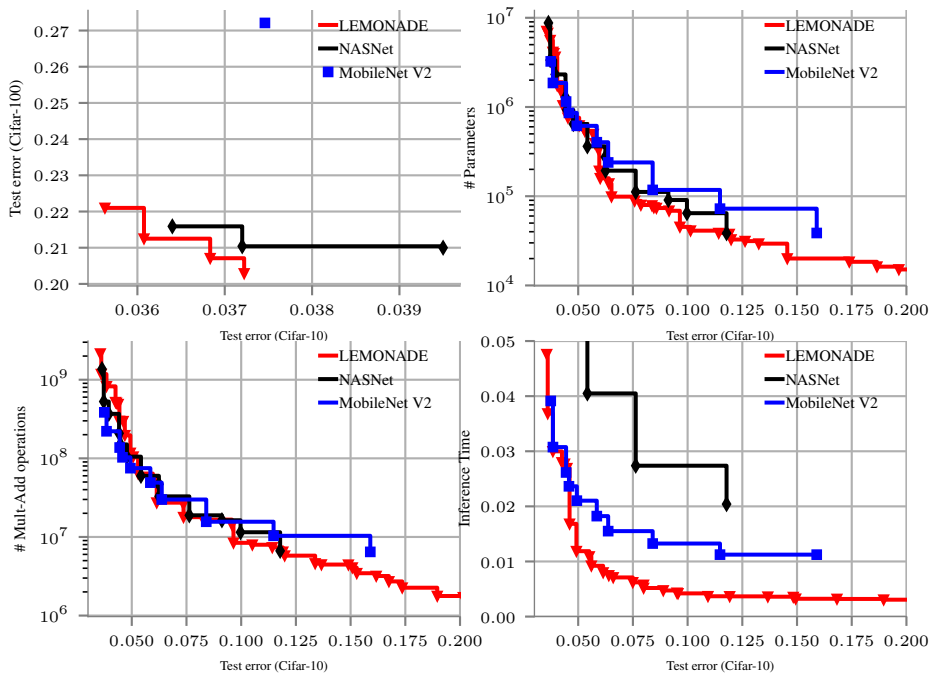 LEMONADE
NASNet
MobileNet V2
Test error (Cifar-100)
0.27
0.26
0.25
0.24
0.23
0.22
0.21
0.20
0.036
0.037
0.038
0.039
Test error (Cifar-10)
LEMONADE
NASNet
MobileNet V2
# Parameters
10^7
10^6
10^5
10^4
0.050
0.075
0.100
0.125
0.150
0.175
0.200
Test error (Cifar-10)
LEMONADE
NASNet
MobileNet V2
# Mult-Add operations
10^9
10^8
10^7
10^6
0.050
0.075
0.100
0.125
0.150
0.175
0.200
Test error (Cifar-10)
LEMONADE
NASNet
MobileNet V2
Inference Time
0.05
0.04
0.03
0.02
0.01
0.00
0.050
0.075
0.100
0.125
0.150
0.175
0.200
Test error (Cifar-10)